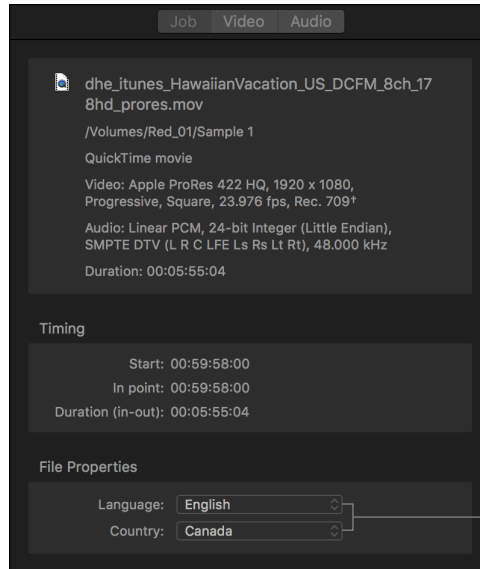 Job Video Audio
dhe_itunes_HawaiianVacation_US_DCFM_8ch_17
8hd_prores.mov
/Volumes/Red_01/Sample 1
QuickTime movie
Video: Apple ProRes 422 HQ, 1920 x 1080,
Progressive, Square, 23.976 fps, Rec. 709†
Audio: Linear PCM, 24-bit Integer (Little Endian),
SMPTE DTV (L R C LFE Ls Rs Lt Rt), 48.000 kHz
Duration: 00:05:55:04
Timing
Start: 00:59:58:00
In point: 00:59:58:00
Duration (in-out): 00:05:55:04
File Properties
Language: English
Country: Canada